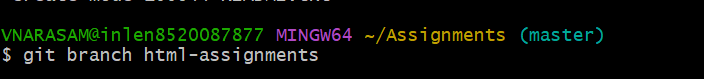 VNARASAM@inlen8520087877 MINGW64 ~/Assignments (master)
$ git branch html-assignments